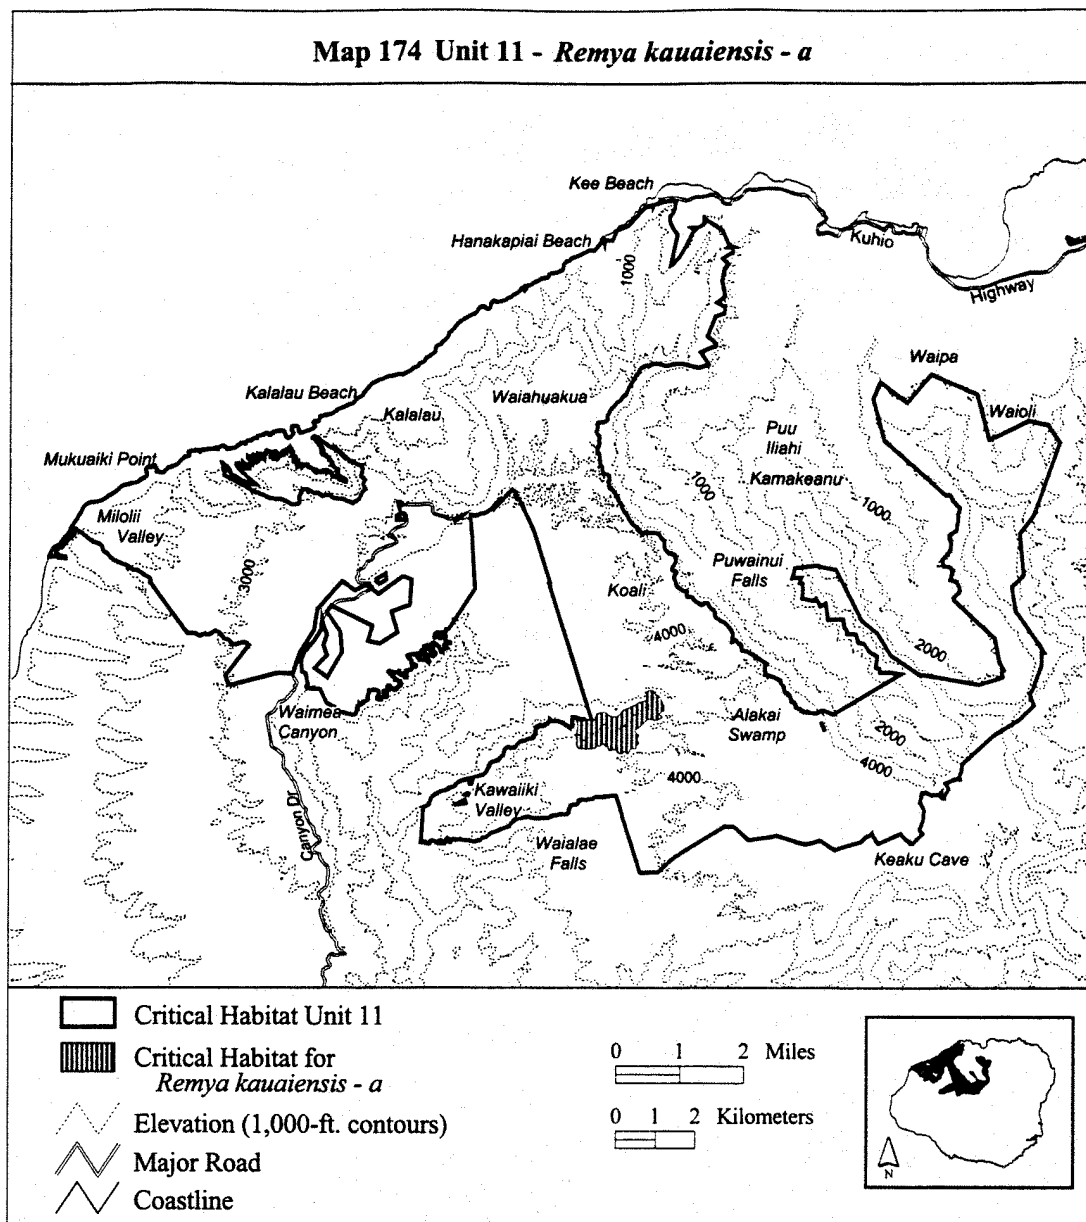 Map 174 Unit 11 - Remya kauaiensis - a
Kee Beach
Hanakapiai Beach
Kuhio
Highway
1000
Waipa
Kalalau Beach
Kalalau
Waiahuakua
Waioli
Puu
Iliahi
Mukuaiki Point
Kamakeanu
1000
1000
Milolii
Valley
3000
Puwainui
Falls
Koali
4000
2000
Waimea
Canyon
Alakai
Swamp
2000
4000
4000
Kawaiiki
Valley
Canyon Dr
Waialae
Falls
Keaku Cave
Critical Habitat Unit 11
Critical Habitat for
Remya kauaiensis - a
Elevation (1,000-ft. contours)
Major Road
Coastline
0 1 2 Miles
0 1 2 Kilometers
N